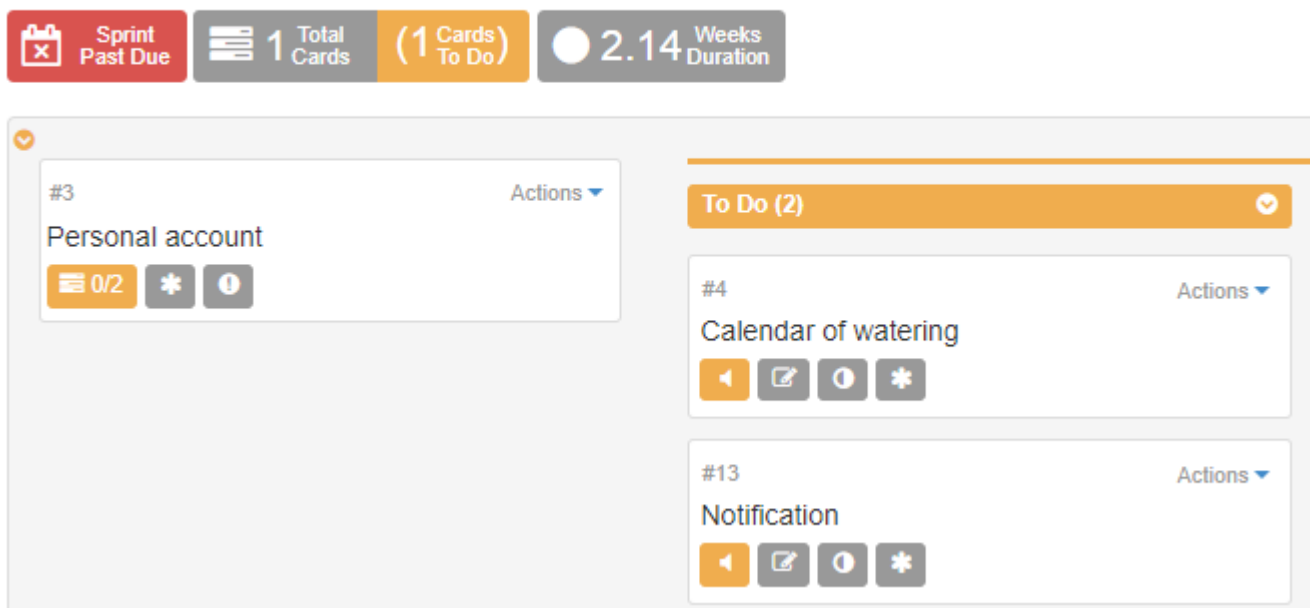 Sprint
Past Due
1 Total
Cards
(1 Cards
To Do)
2.14 Weeks
Duration
#3 Actions
Personal account
0/2
To Do (2)
#4 Actions
Calendar of watering
#13 Actions
Notification